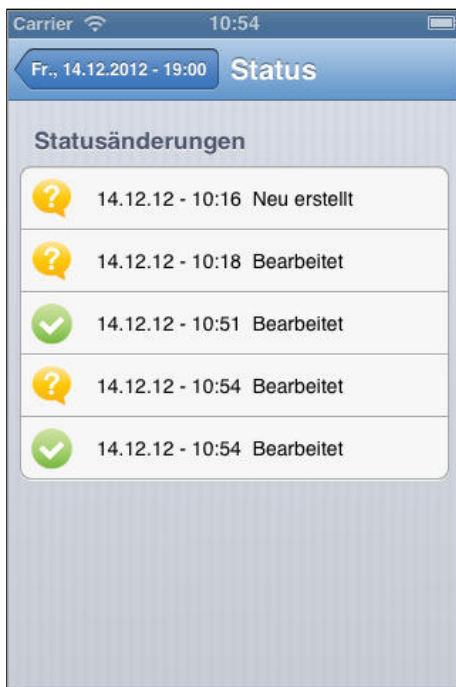 Carrier 10:54
Fr., 14.12.2012 - 19:00 Status
Statusänderungen
14.12.12 - 10:16 Neu erstellt
14.12.12 - 10:18 Bearbeitet
14.12.12 - 10:51 Bearbeitet
14.12.12 - 10:54 Bearbeitet
14.12.12 - 10:54 Bearbeitet